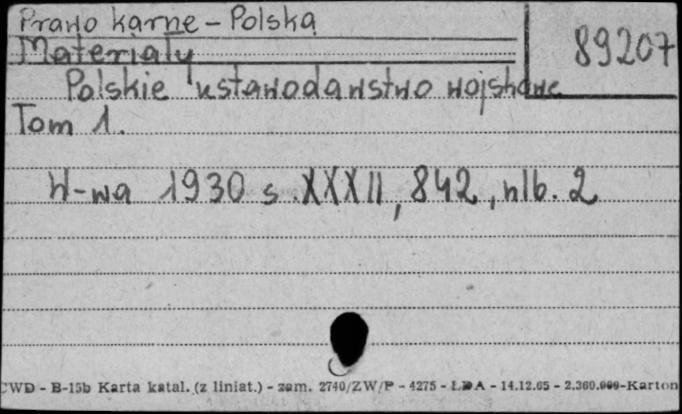 Prawo karne - Polska
89207
Materiały
Polskie ustawodawstwo wojskowe
Tom 1.
W-wa 1930 s. XXXII, 842, nlb. 2
CWD - B-15b Karta katal. (z liniat.) - zam. 2740/ZW/P - 4275 - LDA - 14.12.65 - 2.360.000-Karton